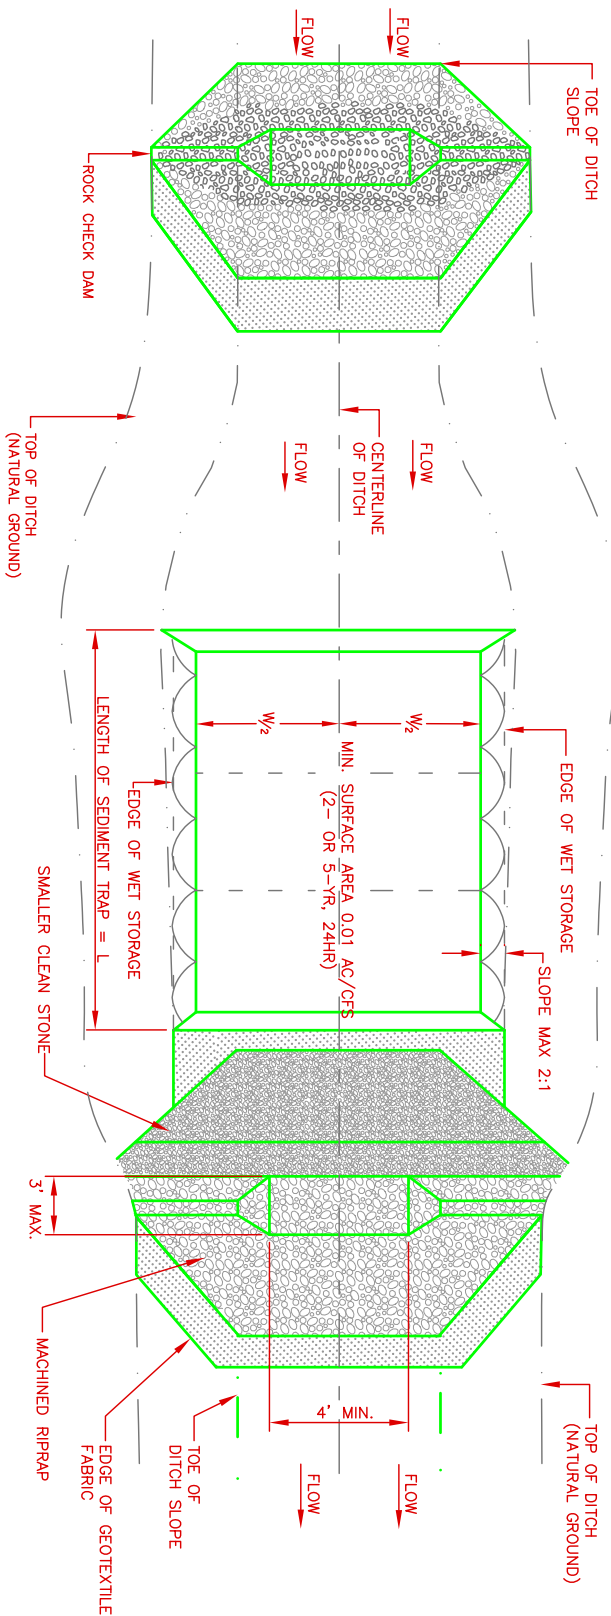 FLOW
FLOW
TOE OF DITCH
SLOPE
ROCK CHECK DAM
TOP OF DITCH
(NATURAL GROUND)
CENTERLINE
OF DITCH
FLOW
FLOW
EDGE OF WET STORAGE
W/2
W/2
MIN. SURFACE AREA 0.01 AC/CFS
(2- OR 5-YR, 24HR)
LENGTH OF SEDIMENT TRAP = L
EDGE OF WET STORAGE
SLOPE MAX 2:1
SMALLER CLEAN STONE
3' MAX.
MACHINED RIPRAP
4' MIN.
EDGE OF GEOTEXTILE
FABRIC
TOE OF
DITCH SLOPE
TOP OF DITCH
(NATURAL GROUND)
FLOW
FLOW